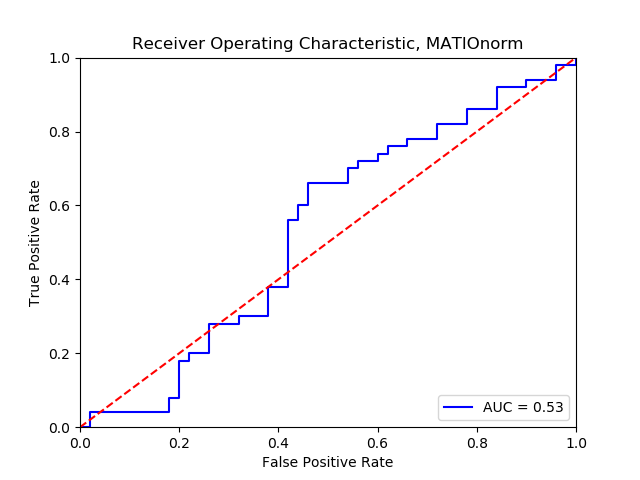 Receiver Operating Characteristic, MATIOnorm
1.0
0.8
0.6
0.4
0.2
0.0
True Positive Rate
AUC = 0.53
0.0 0.2 0.4 0.6 0.8 1.0
False Positive Rate